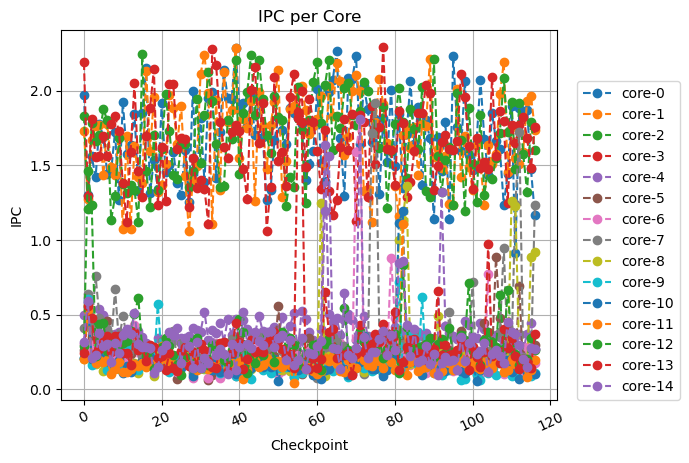 IPC per Core
IPC
2.0
1.5
1.0
0.5
0.0
0
20
40
60
80
100
120
Checkpoint
core-0
core-1
core-2
core-3
core-4
core-5
core-6
core-7
core-8
core-9
core-10
core-11
core-12
core-13
core-14